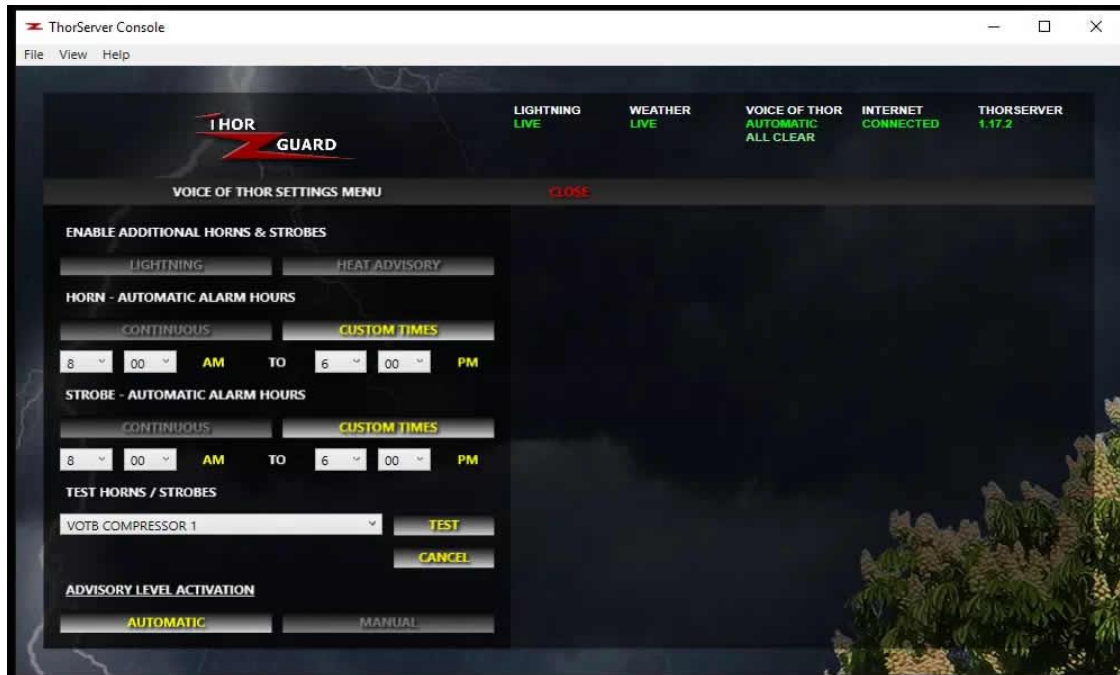 ThorServer Console
File View Help
THOR GUARD
LIGHTNING
LIVE
WEATHER
LIVE
VOICE OF THOR
AUTOMATIC
ALL CLEAR
INTERNET
CONNECTED
THORSERVER
1.17.2
VOICE OF THOR SETTINGS MENU CLOSE
ENABLE ADDITIONAL HORNS & STROBES
LIGHTNING HEAT ADVISORY
HORN - AUTOMATIC ALARM HOURS
CONTINUOUS CUSTOM TIMES
8 00 AM TO 6 00 PM
STROBE - AUTOMATIC ALARM HOURS
CONTINUOUS CUSTOM TIMES
8 00 AM TO 6 00 PM
TEST HORNS / STROBES
VOTB COMPRESSOR 1 TEST
CANCEL
ADVISORY LEVEL ACTIVATION
AUTOMATIC MANUAL